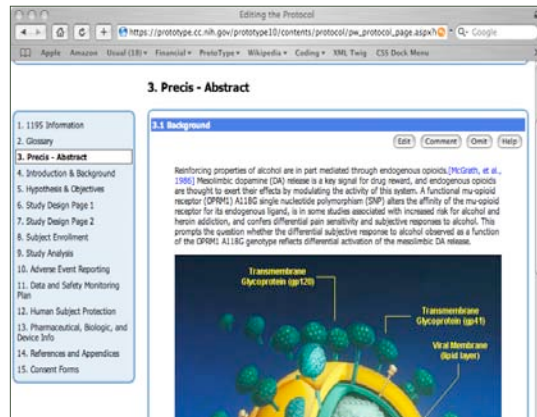 Editing the Protocol
https://prototype.cc.nih.gov/prototype10/contents/protocol/pw_protocol_page.aspx
Google
Apple Amazon Usual (18) Financial ProtoType Wikipedia Coding XML Twig CSS Dock Menu
3. Precis - Abstract
1. 1195 Information
2. Glossary
3. Precis - Abstract
4. Introduction & Background
5. Hypothesis & Objectives
6. Study Design Page 1
7. Study Design Page 2
8. Subject Enrollment
9. Study Analysis
10. Adverse Event Reporting
11. Data and Safety Monitoring
Plan
12. Human Subject Protection
13. Pharmaceutical, Biologic, and
Device Info
14. References and Appendices
15. Consent Forms
3.1 Background
Edit Comment Omit Help
Reinforcing properties of alcohol are in part mediated through endogenous opioids.[McGrath, et al.,
1986] Mesolimbic dopamine (DA) release is a key signal for drug reward, and endogenous opioids
are thought to exert their effects by modulating the activity of this system. A functional mu-opioid
receptor (OPRM1) A118G single nucleotide polymorphism (SNP) alters the affinity of the mu-opioid
receptor for its endogenous ligand, is in some studies associated with increased risk for alcohol and
heroin addiction, and confers differential pain sensitivity and subjective responses to alcohol. This
prompts the question whether the differential subjective response to alcohol observed as a function
of the OPRM1 A118G genotype reflects differential activation of the mesolimbic DA release.
Transmembrane
Glycoprotein (gp120)
Transmembrane
Glycoprotein (gp41)
Viral Membrane
(lipid layer)